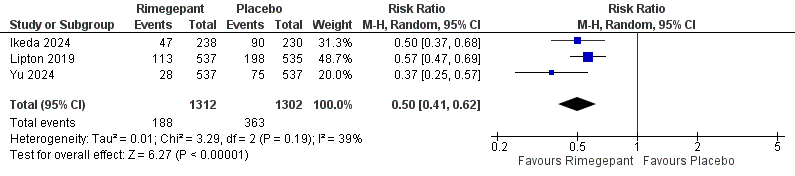 Rimegepant Placebo Risk Ratio Risk Ratio
Study or Subgroup Events Total Events Total Weight M-H, Random, 95% CI M-H, Random, 95% CI
Ikeda 2024 47 238 90 230 31.3% 0.50 [0.37, 0.68]
Lipton 2019 113 537 198 535 48.7% 0.57 [0.47, 0.69]
Yu 2024 28 537 75 537 20.0% 0.37 [0.25, 0.57]
Total (95% CI) 1312 1302 100.0% 0.50 [0.41, 0.62]
Total events 188 363
Heterogeneity: Tau² = 0.01; Chi² = 3.29, df = 2 (P = 0.19); I² = 39%
Test for overall effect: Z = 6.27 (P < 0.00001)
0.2 0.5 1 2 5
Favours Rimegepant Favours Placebo